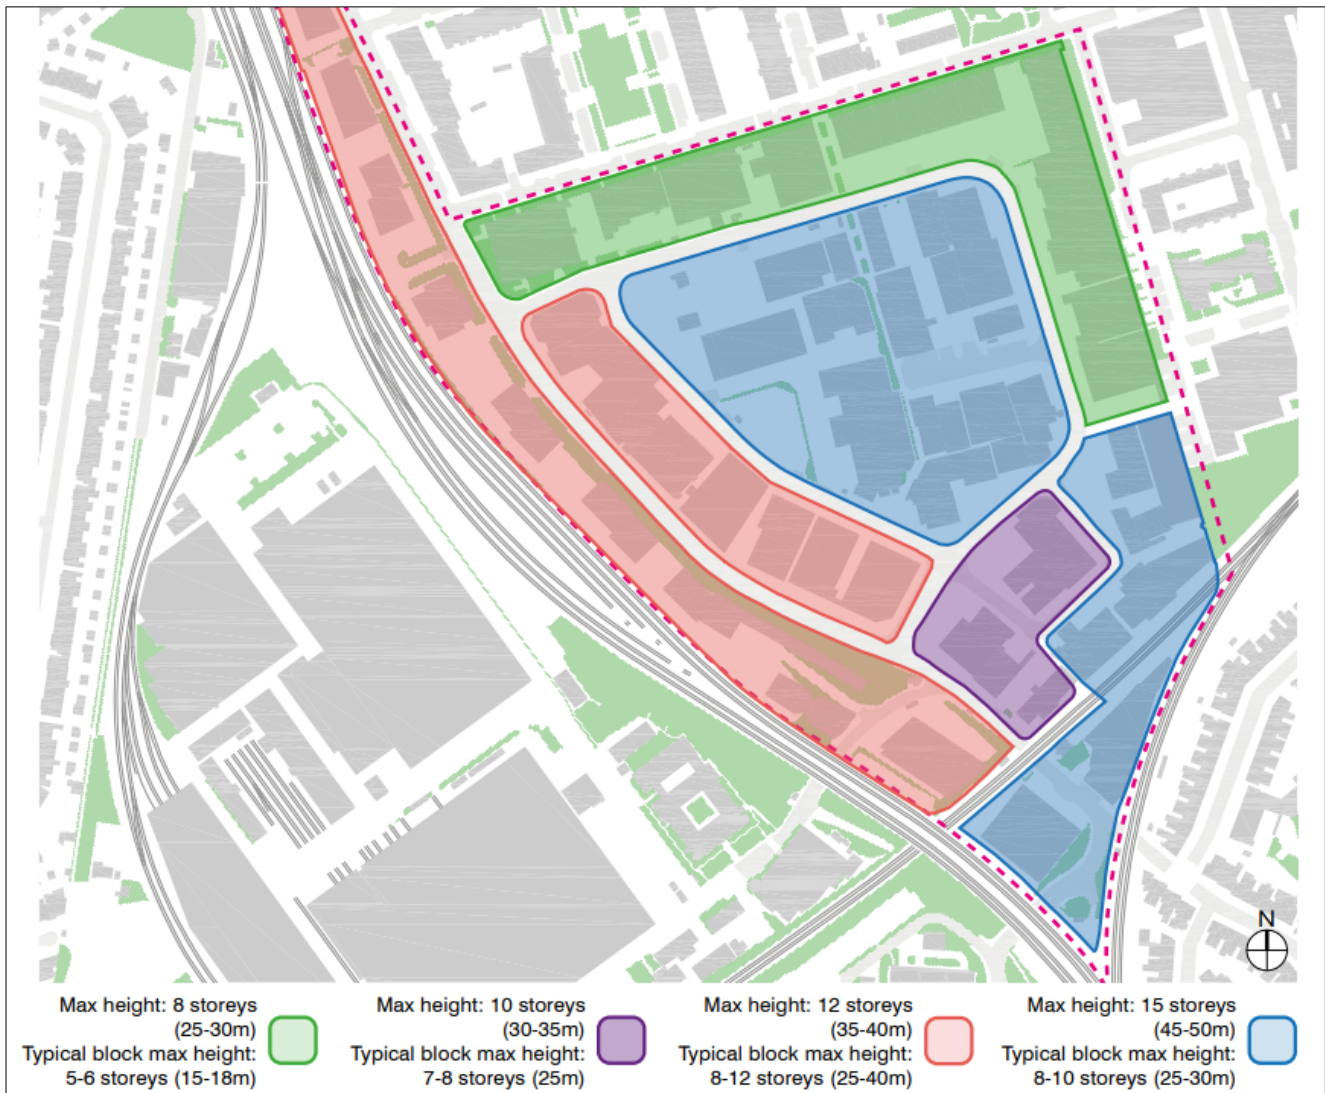 N
Max height: 8 storeys
(25-30m)
Typical block max height:
5-6 storeys (15-18m)
Max height: 10 storeys
(30-35m)
Typical block max height:
7-8 storeys (25m)
Max height: 12 storeys
(35-40m)
Typical block max height:
8-12 storeys (25-40m)
Max height: 15 storeys
(45-50m)
Typical block max height:
8-10 storeys (25-30m)